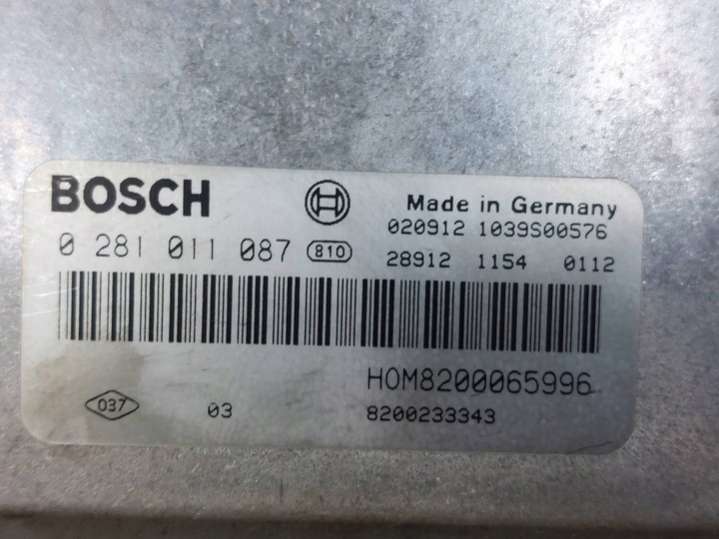 BOSCH
Made in Germany
020912 1039S00576
0 281 011 087 810
28912 1154 0112
HOM8200065996
037 03 8200233343